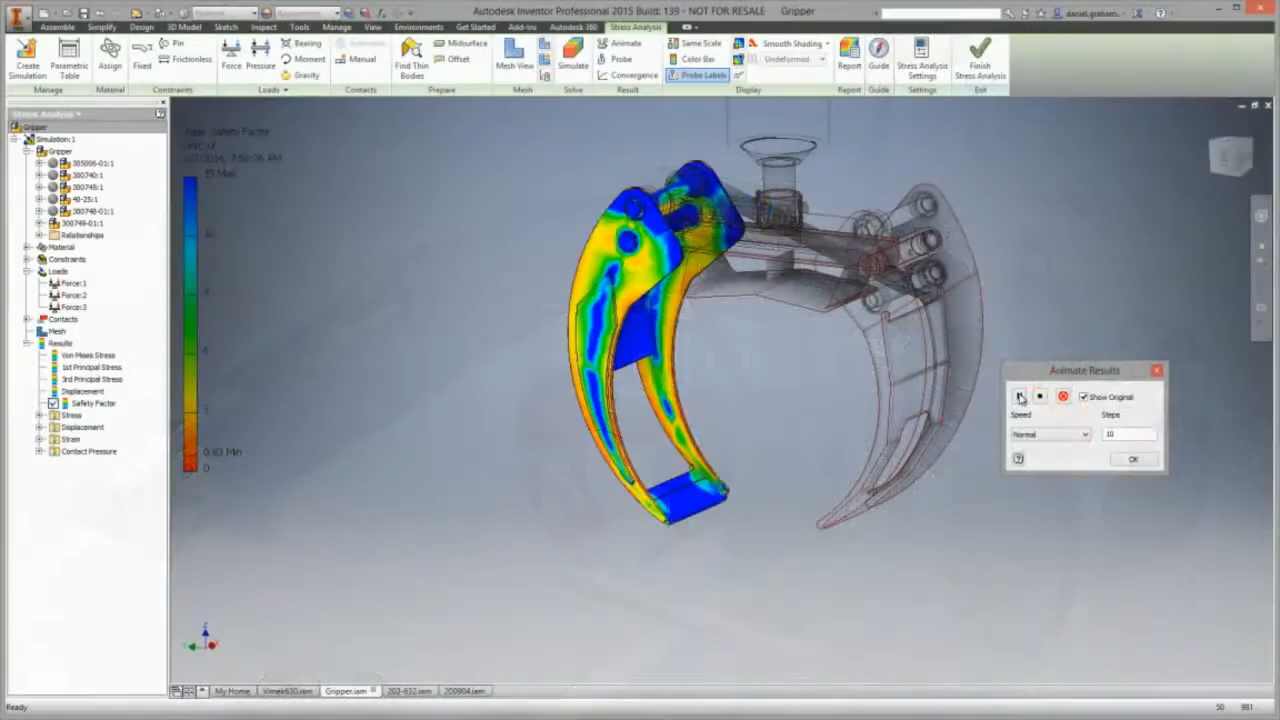 Autodesk Inventor Professional 2015 Build: 139 - NOT FOR RESALE Gripper
daniel.graham...
Assemble Simplify Design 3D Model Sketch Inspect Tools Manage View Environments Get Started Add-Ins Autodesk 360 Stress Analysis
Create Simulation
Parametric Table
Assign
Fixed
Pin
Frictionless
Force
Pressure
Bearing
Moment
Gravity
Manual
Find Thin Bodies
Midsurface
Offset
Mesh View
Simulate
Animate
Probe
Convergence
Same Scale
Color Bar
Probe Labels
Smooth Shading
Undeformed
Report
Guide
Stress Analysis Settings
Finish Stress Analysis
Manage Material Constraints Loads Contacts Prepare Mesh Solve Result Display Report Guide Settings Exit
Stress Analysis
Gripper
Simulation:1
Gripper
305006-01:1
300740:1
300745:1
40-25:1
300748-01:1
300749-01:1
Relationships
Material
Constraints
Loads
Force:1
Force:2
Force:3
Contacts
Mesh
Results
Von Mises Stress
1st Principal Stress
3rd Principal Stress
Displacement
Safety Factor
Stress
Displacement
Strain
Contact Pressure
Safety Factor
15 Max
0.83 Min
0
Animate Results
Show Original
Speed Steps
Normal 10
OK
My Home Vimek630.iam Gripper.iam 203-632.iam 200904.iam
Ready 50 981